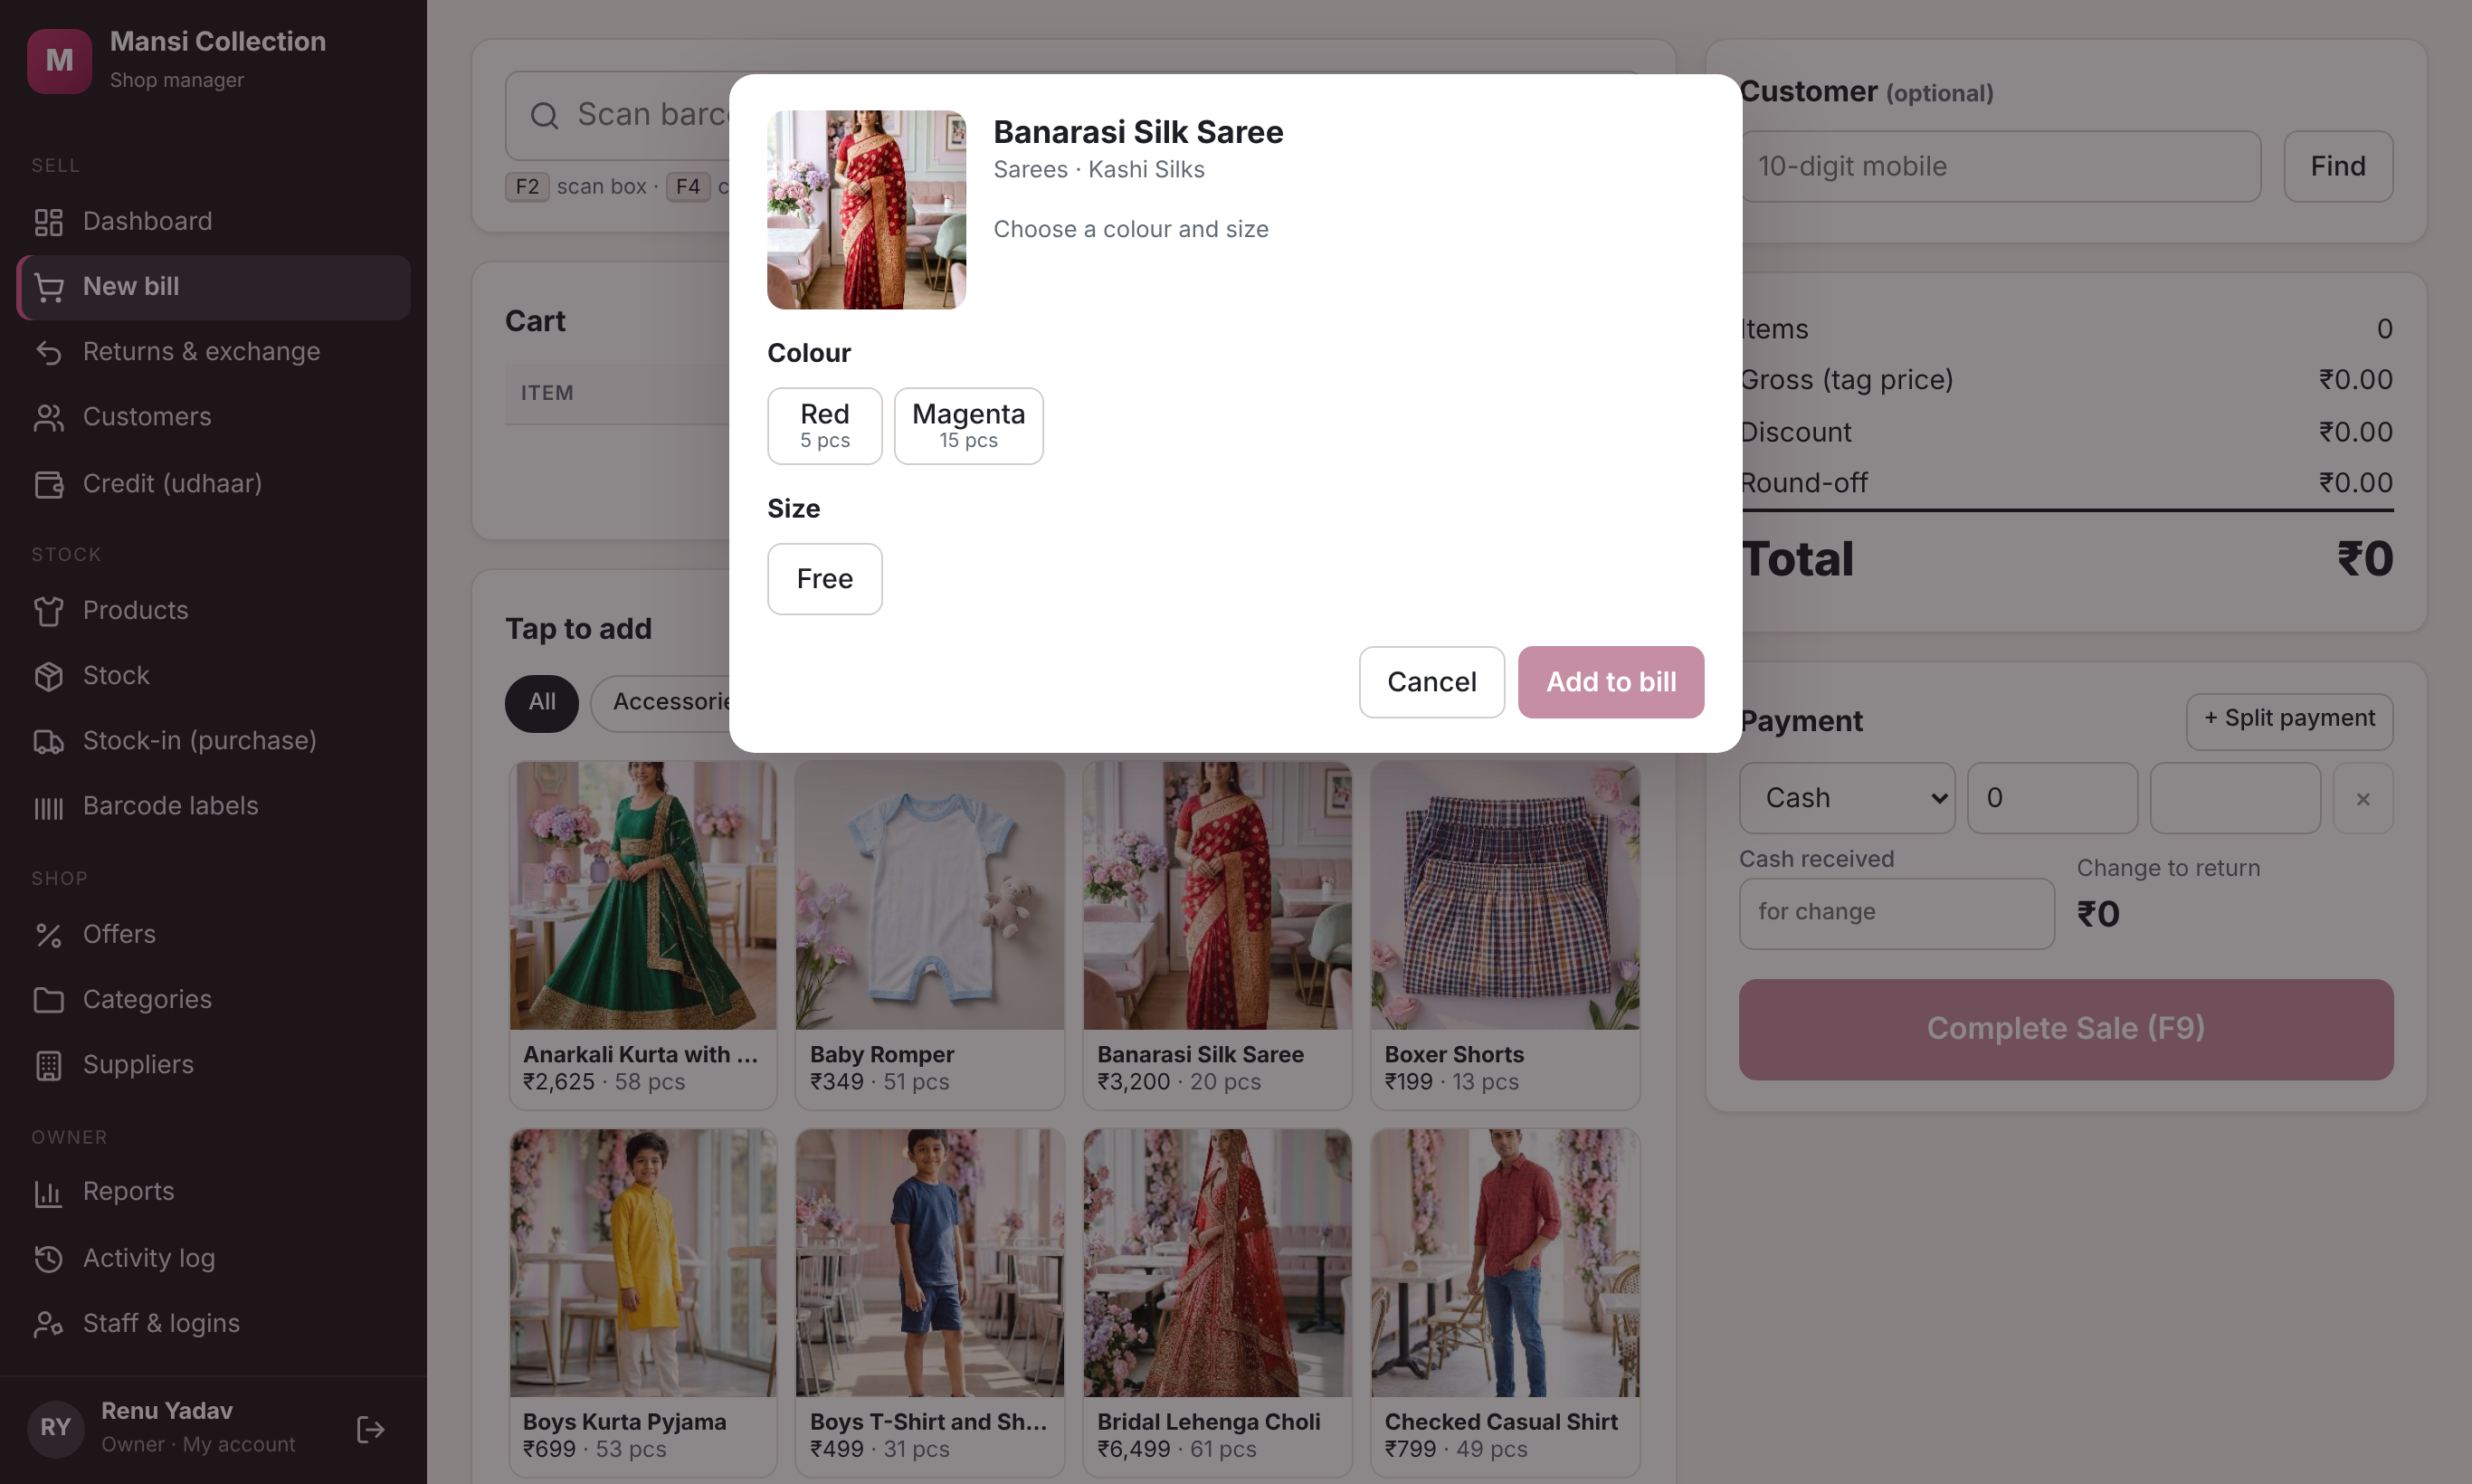 M
Mansi Collection
Shop manager
SELL
Dashboard
New bill
Returns & exchange
Customers
Credit (udhaar)
STOCK
Products
Stock
Stock-in (purchase)
Barcode labels
SHOP
Offers
Categories
Suppliers
OWNER
Reports
Activity log
Staff & logins
RY
Renu Yadav
Owner · My account
Scan
F2 scan box · F4
Cart
ITEM
Tap to add
All
Banarasi Silk Saree
Sarees · Kashi Silks
Choose a colour and size
Colour
Red
5 pcs
Magenta
15 pcs
Size
Free
Cancel
Add to bill
Anarkali Kurta with ...
₹2,625 · 58 pcs
Baby Romper
₹349 · 51 pcs
Banarasi Silk Saree
₹3,200 · 20 pcs
Boxer Shorts
₹199 · 13 pcs
Boys Kurta Pyjama
₹699 · 53 pcs
Boys T-Shirt and Sh...
₹499 · 31 pcs
Bridal Lehenga Choli
₹6,499 · 61 pcs
Checked Casual Shirt
₹799 · 49 pcs
Customer (optional)
10-digit mobile
Find
Items 0
Gross (tag price) ₹0.00
Discount ₹0.00
Round-off ₹0.00
Total ₹0
Payment
+ Split payment
Cash
0
×
Cash received
for change
Change to return
₹0
Complete Sale (F9)